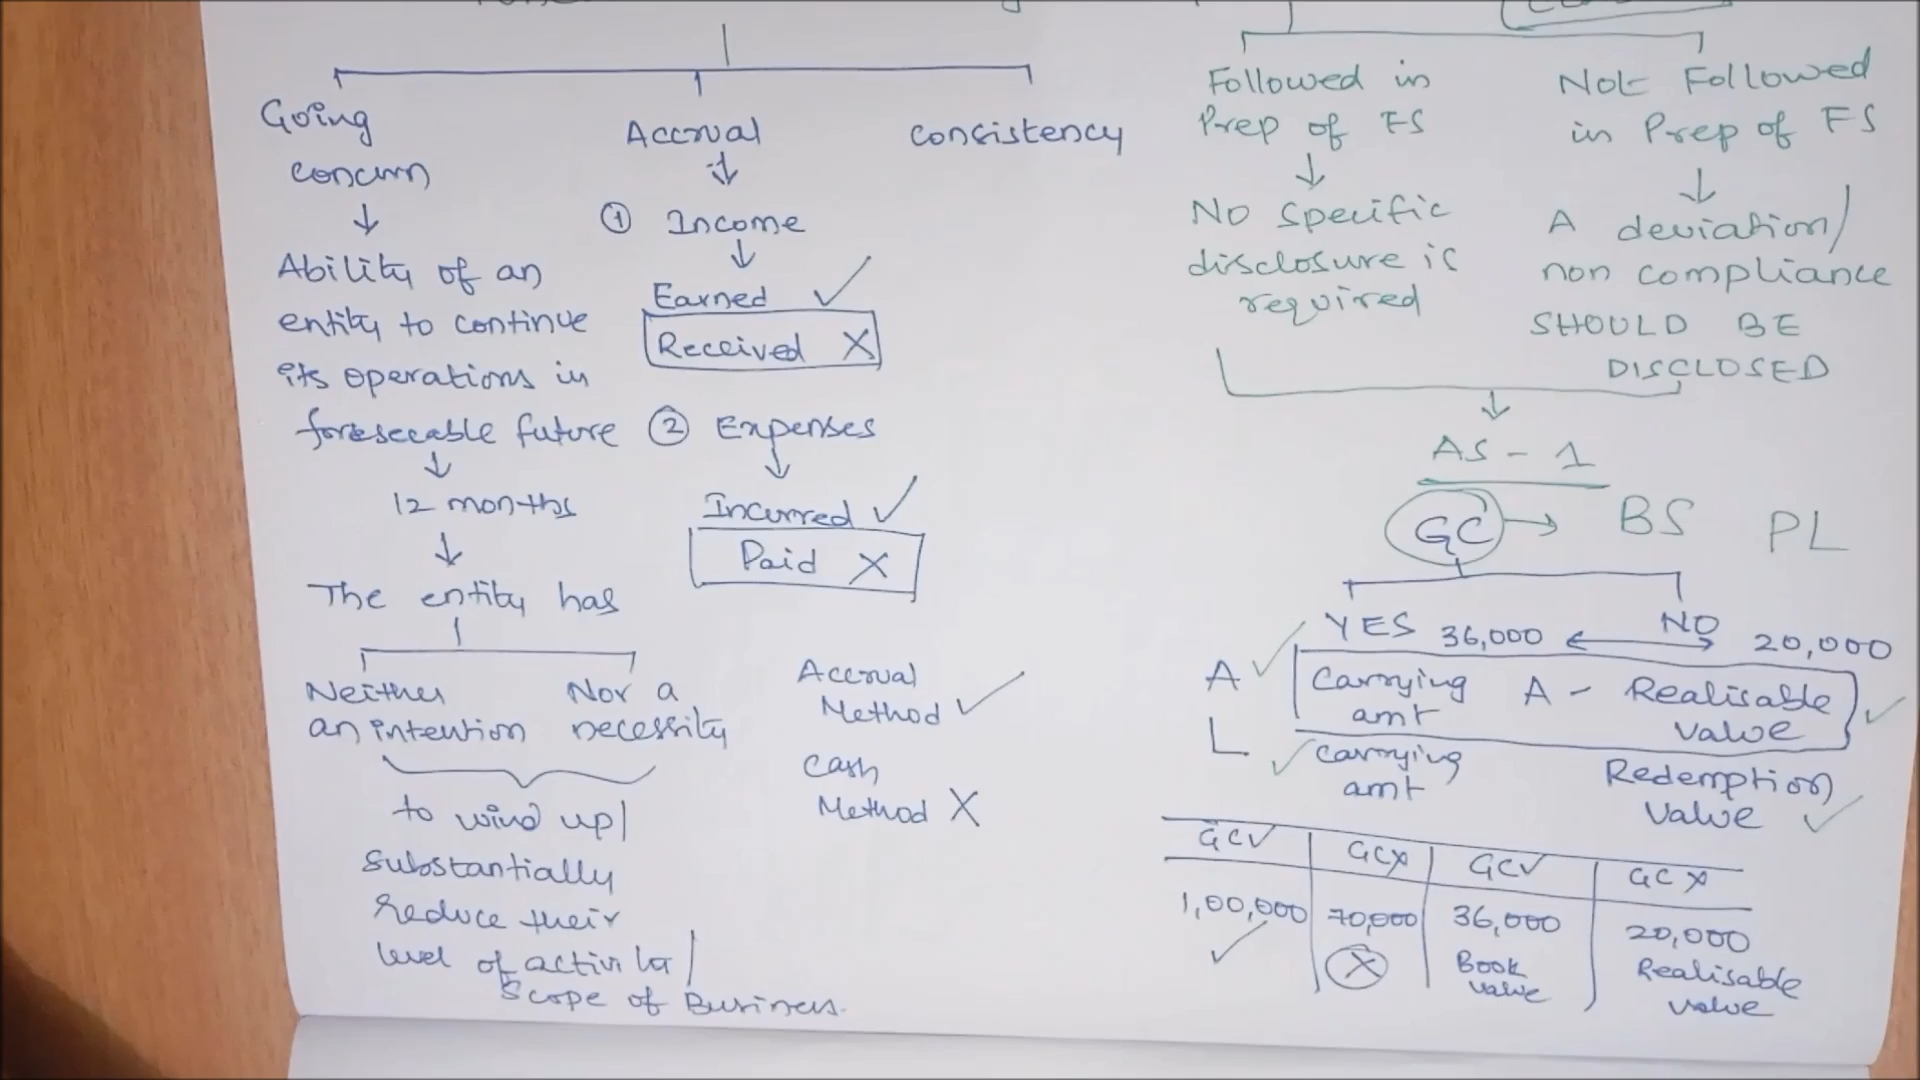 Going
concern
↓
Ability of an
entity to continue
its operations in
foreseeable future
↓
12 months
↓
The entity has
Neither
an intention
Nor a
necessity
to wind up/
substantially
reduce their
level of activity/
Scope of Business.
Accrual
↓
① Income
↓
Earned ✓
Received X
② Expenses
↓
Incurred ✓
Paid X
Accrual
Method ✓
Cash
Method X
consistency
Followed in
Prep of FS
↓
No specific
disclosure is
required
Not Followed
in Prep of FS
↓
A deviation/
non compliance
SHOULD BE
DISCLOSED
↓
AS - 1
GC → BS PL
YES 36,000 ↔ NO 20,000
A ✓ Carrying A - Realisable
amt value ✓
L ✓ carrying Redemption
amt value ✓
GC✓ GCX GC✓ GCX
1,00,000 70,000 36,000 20,000
✓ X Book Realisable
value value